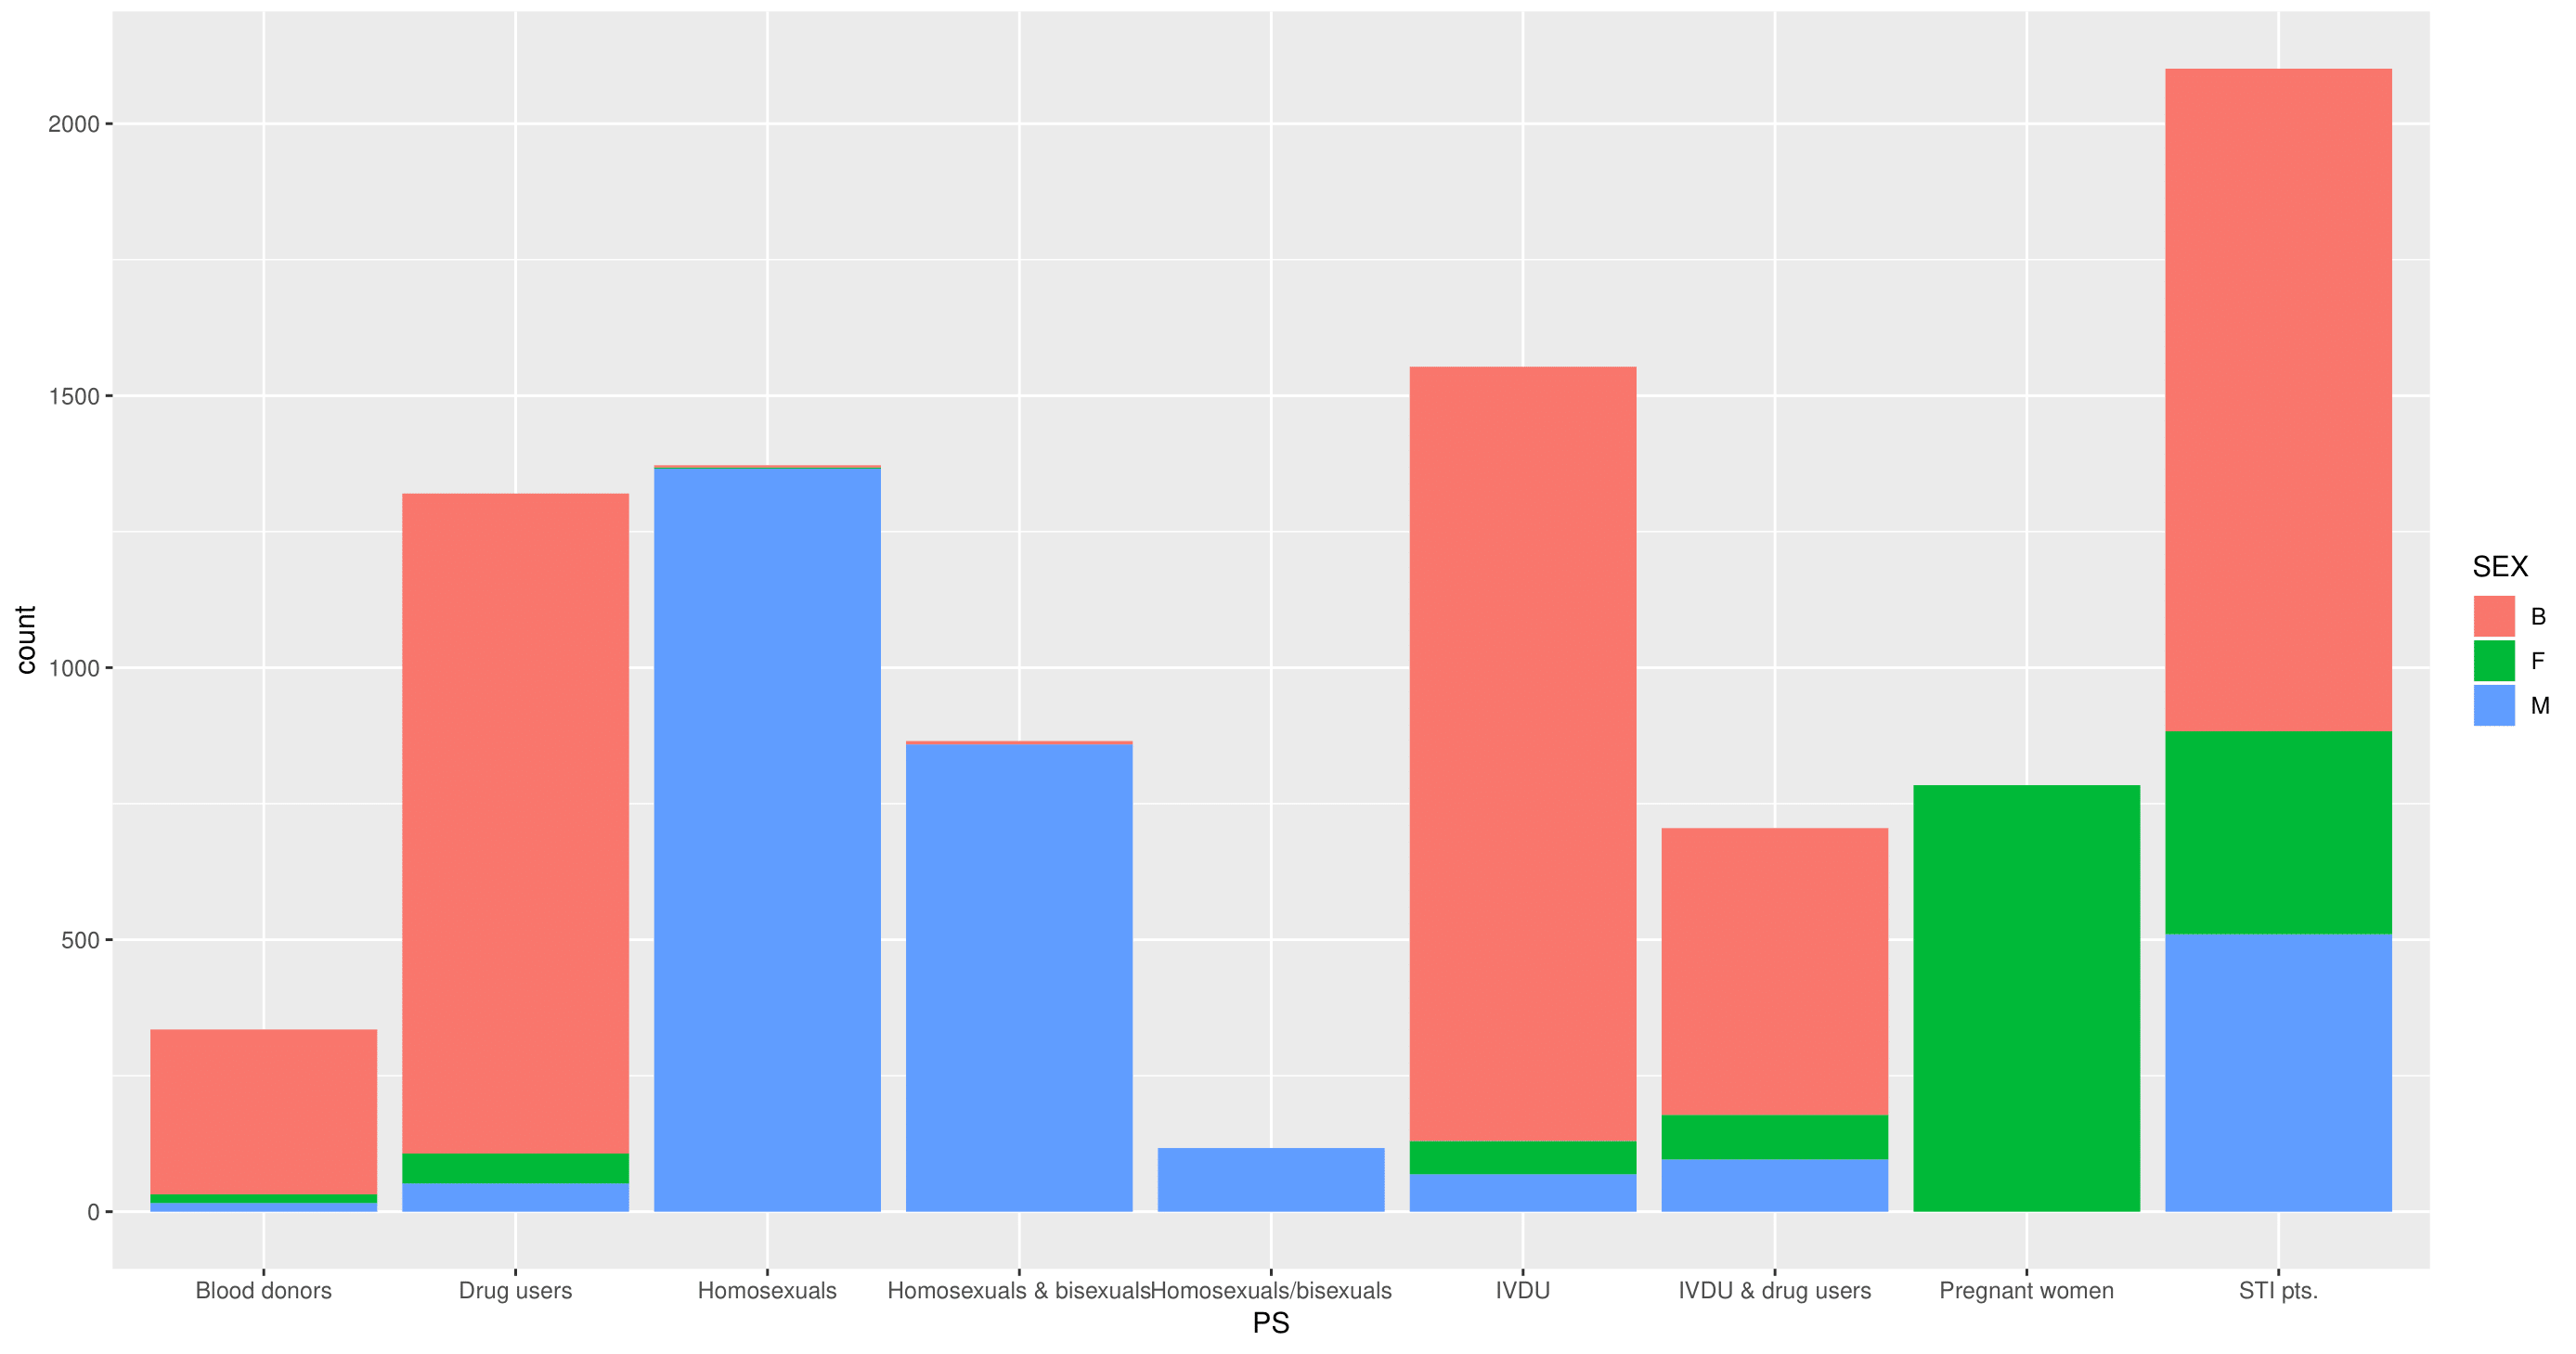 count
2000
1500
1000
500
0
Blood donors
Drug users
Homosexuals
Homosexuals & bisexuals
Homosexuals/bisexuals
IVDU
IVDU & drug users
Pregnant women
STI pts.
PS
SEX
B
F
M